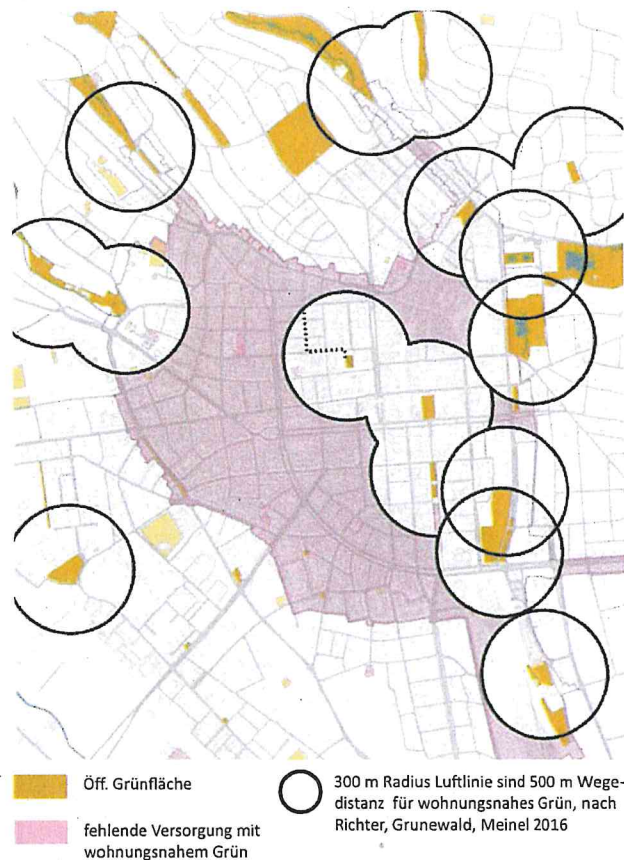 Öff. Grünfläche
fehlende Versorgung mit
wohnungsnahem Grün
300 m Radius Luftlinie sind 500 m Wege-
distanz für wohnungsnahes Grün, nach
Richter, Grunewald, Meinel 2016